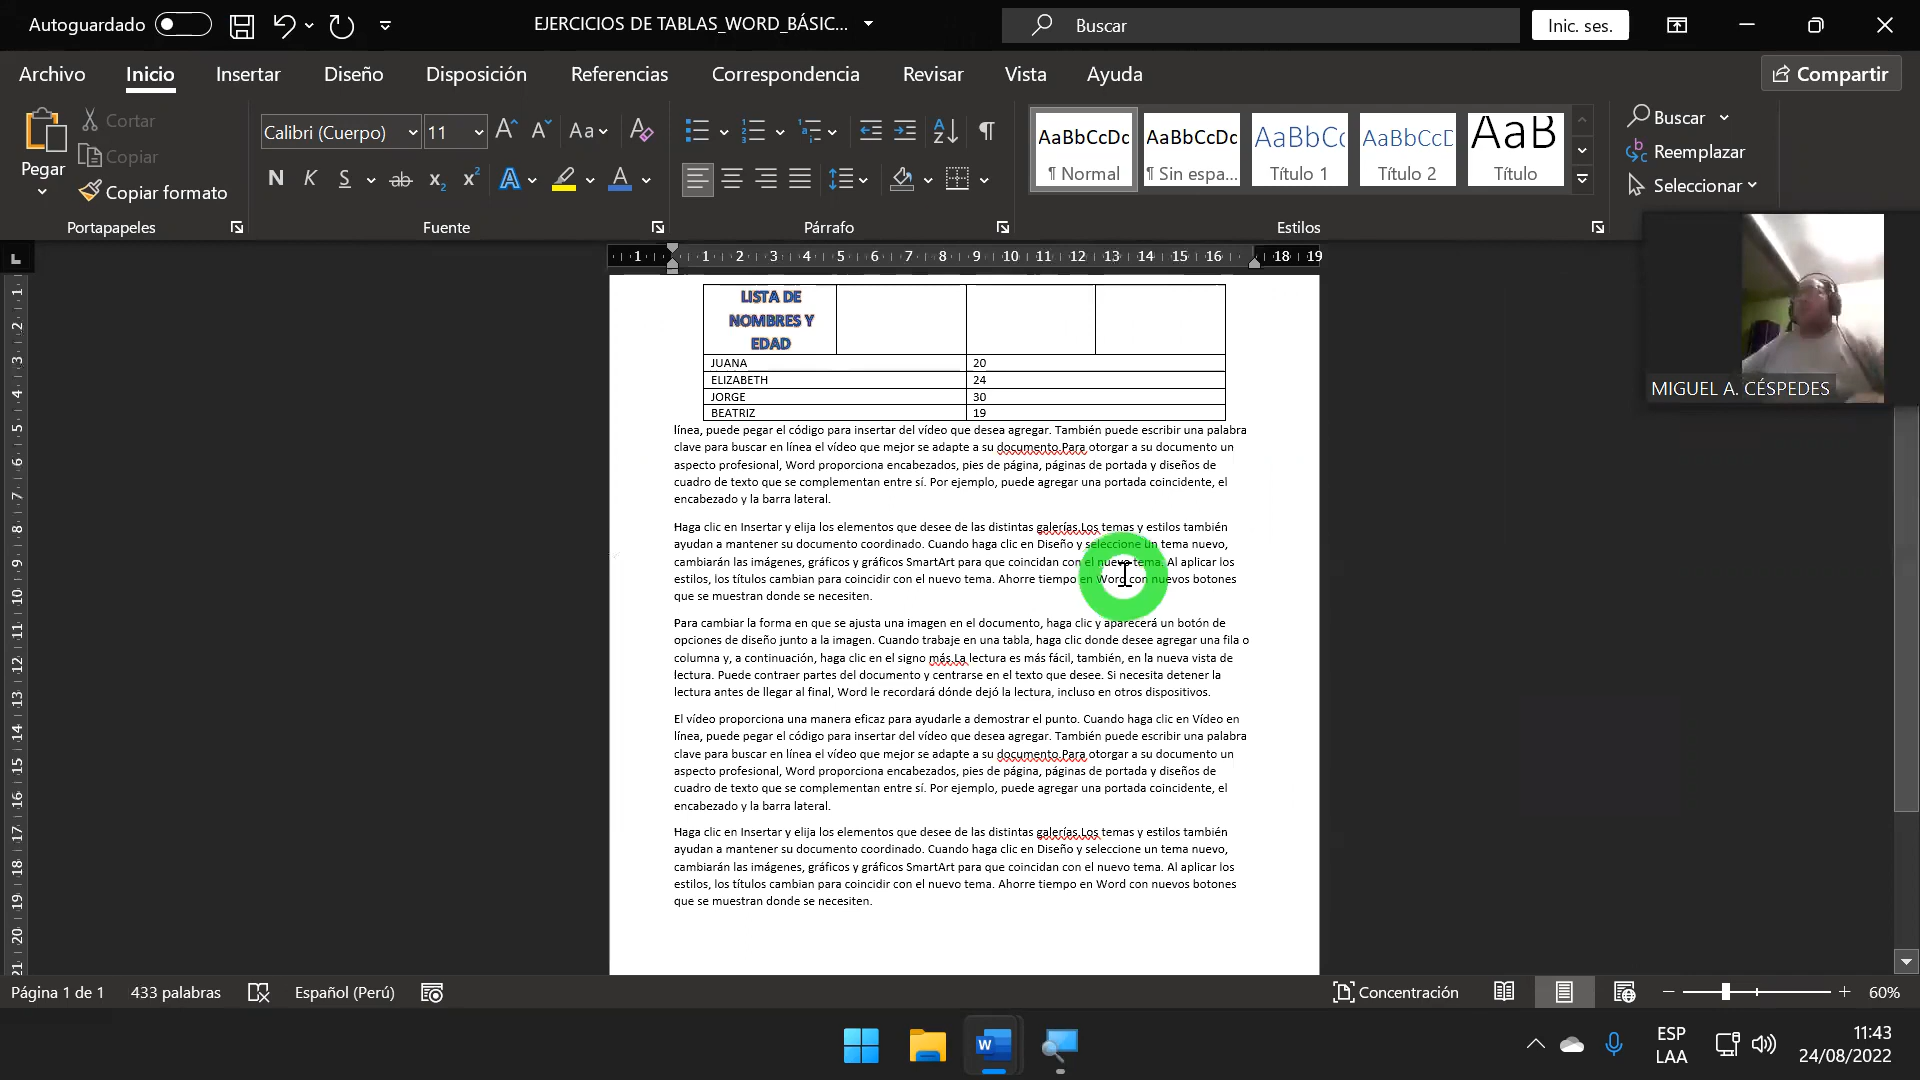 Autoguardado
EJERCICIOS DE TABLAS_WORD_BÁSIC...
Buscar
Inic. ses.
Archivo
Inicio
Insertar
Diseño
Disposición
Referencias
Correspondencia
Revisar
Vista
Ayuda
Compartir
Pegar
Cortar
Copiar
Copiar formato
Portapapeles
Calibri (Cuerpo)
11
Fuente
Párrafo
AaBbCcDc
¶ Normal
AaBbCcDc
¶ Sin espa...
AaBbCc
Título 1
AaBbCcD
Título 2
AaB
Título
Estilos
Buscar
Reemplazar
Seleccionar
MIGUEL A. CÉSPEDES
LISTA DE
NOMBRES Y
EDAD
JUANA 20
ELIZABETH 24
JORGE 30
BEATRIZ 19
línea, puede pegar el código para insertar del vídeo que desea agregar. También puede escribir una palabra
clave para buscar en línea el vídeo que mejor se adapte a su documento.Para otorgar a su documento un
aspecto profesional, Word proporciona encabezados, pies de página, páginas de portada y diseños de
cuadro de texto que se complementan entre sí. Por ejemplo, puede agregar una portada coincidente, el
encabezado y la barra lateral.
Haga clic en Insertar y elija los elementos que desee de las distintas galerías.Los temas y estilos también
ayudan a mantener su documento coordinado. Cuando haga clic en Diseño y seleccione un tema nuevo,
cambiarán las imágenes, gráficos y gráficos SmartArt para que coincidan con el nuevo tema. Al aplicar los
estilos, los títulos cambian para coincidir con el nuevo tema. Ahorre tiempo en Word con nuevos botones
que se muestran donde se necesiten.
Para cambiar la forma en que se ajusta una imagen en el documento, haga clic y aparecerá un botón de
opciones de diseño junto a la imagen. Cuando trabaje en una tabla, haga clic donde desee agregar una fila o
columna y, a continuación, haga clic en el signo más.La lectura es más fácil, también, en la nueva vista de
lectura. Puede contraer partes del documento y centrarse en el texto que desee. Si necesita detener la
lectura antes de llegar al final, Word le recordará dónde dejó la lectura, incluso en otros dispositivos.
El vídeo proporciona una manera eficaz para ayudarle a demostrar el punto. Cuando haga clic en Vídeo en
línea, puede pegar el código para insertar del vídeo que desea agregar. También puede escribir una palabra
clave para buscar en línea el vídeo que mejor se adapte a su documento.Para otorgar a su documento un
aspecto profesional, Word proporciona encabezados, pies de página, páginas de portada y diseños de
cuadro de texto que se complementan entre sí. Por ejemplo, puede agregar una portada coincidente, el
encabezado y la barra lateral.
Haga clic en Insertar y elija los elementos que desee de las distintas galerías.Los temas y estilos también
ayudan a mantener su documento coordinado. Cuando haga clic en Diseño y seleccione un tema nuevo,
cambiarán las imágenes, gráficos y gráficos SmartArt para que coincidan con el nuevo tema. Al aplicar los
estilos, los títulos cambian para coincidir con el nuevo tema. Ahorre tiempo en Word con nuevos botones
que se muestran donde se necesiten.
Página 1 de 1
433 palabras
Español (Perú)
Concentración
60%
ESP
LAA
11:43
24/08/2022